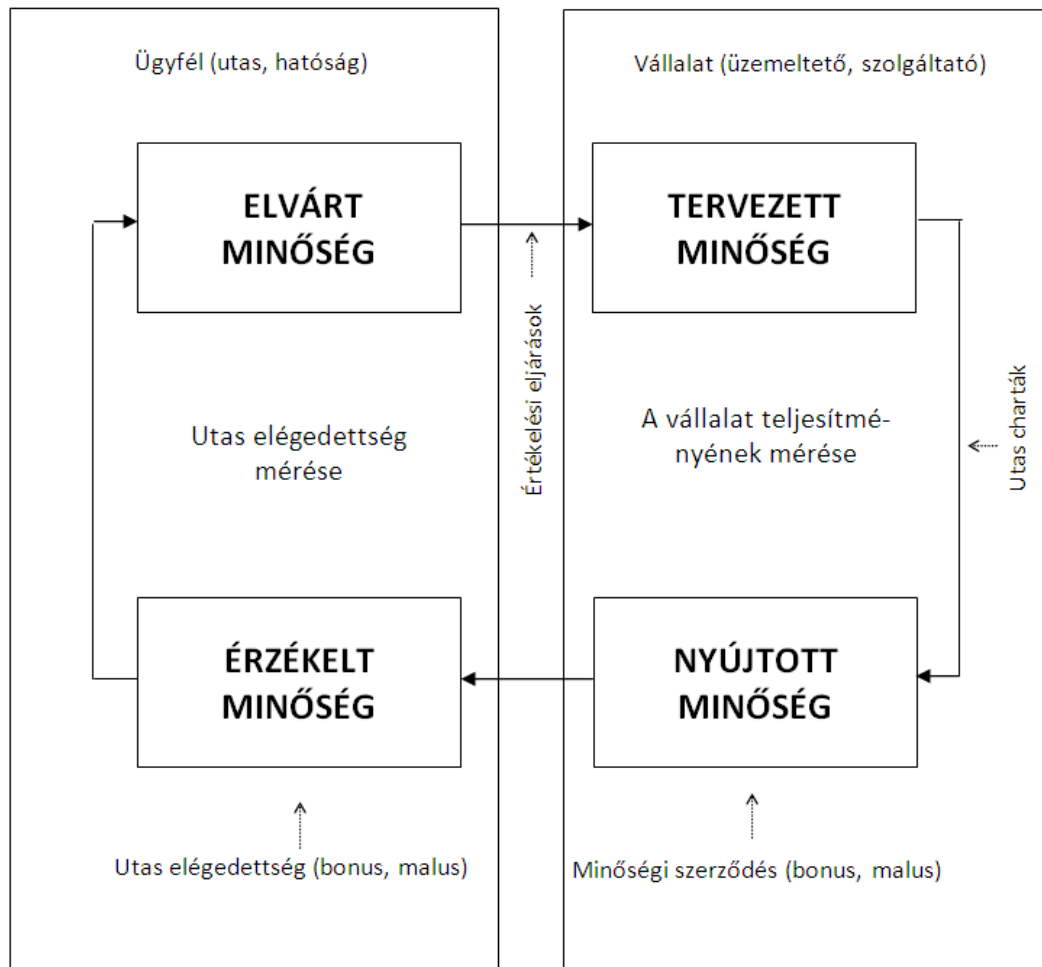 Ügyfél (utas, hatóság)
Vállalat (üzemeltető, szolgáltató)
ELVÁRT
MINŐSÉG
TERVEZETT
MINŐSÉG
Értékelési eljárások
Utas elégedettség
mérése
A vállalat teljesítmé-
nyének mérése
Utas charták
ÉRZÉKELT
MINŐSÉG
NYÚJTOTT
MINŐSÉG
Utas elégedettség (bonus, malus)
Minőségi szerződés (bonus, malus)